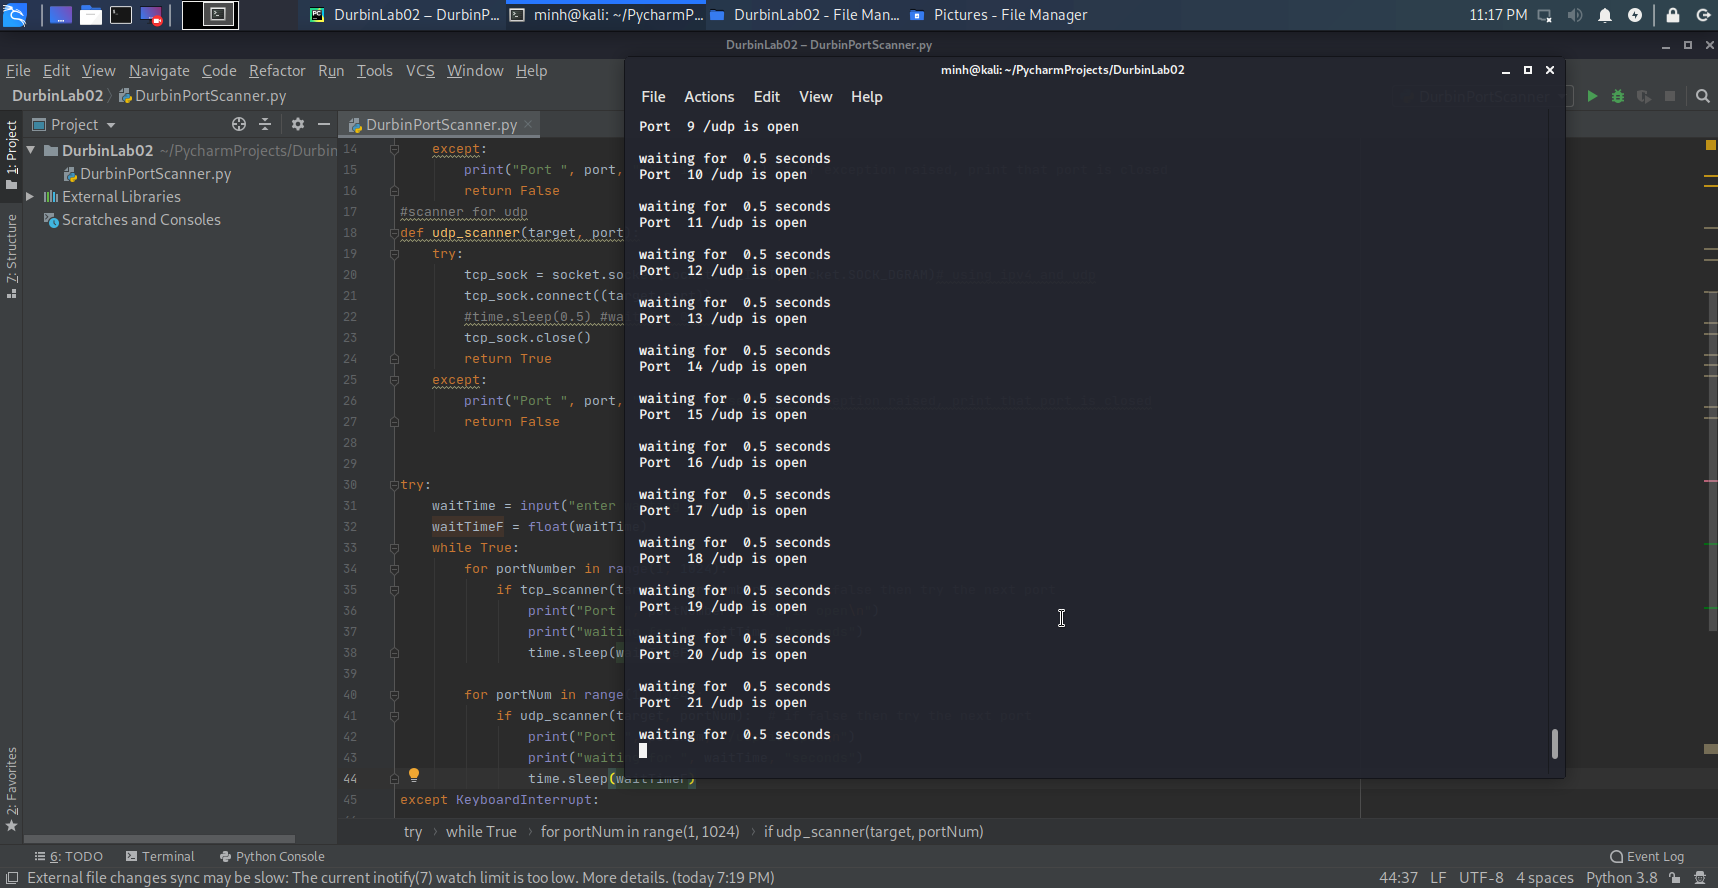 DurbinLab02 – DurbinP...
minh@kali: ~/PycharmP...
DurbinLab02 - File Man...
Pictures - File Manager
11:17 PM
DurbinLab02 – DurbinPortScanner.py
File Edit View Navigate Code Refactor Run Tools VCS Window Help
DurbinLab02 DurbinPortScanner.py
1: Project
7: Structure
2: Favorites
Project
DurbinLab02 ~/PycharmProjects/Durbin
DurbinPortScanner.py
External Libraries
Scratches and Consoles
DurbinPortScanner.py
14 except:
15 print("Port ", port,
16 return False
17 #scanner for udp
18 def udp_scanner(target, port
19 try:
20 tcp_sock = socket.so
21 tcp_sock.connect((ta
22 #time.sleep(0.5) #wa
23 tcp_sock.close()
24 return True
25 except:
26 print("Port ", port,
27 return False
28
29
30 try:
31 waitTime = input("enter
32 waitTimeF = float(waitTi
33 while True:
34 for portNumber in ran
35 if tcp_scanner(t
36 print("Port
37 print("waiti
38 time.sleep(w
39
40 for portNum in range
41 if udp_scanner(t
42 print("Port
43 print("waiti
44 time.sleep(waitTimeF)
45 except KeyboardInterrupt:
minh@kali: ~/PycharmProjects/DurbinLab02
File Actions Edit View Help
Port  9 /udp is open
waiting for  0.5 seconds
Port  10 /udp is open
waiting for  0.5 seconds
Port  11 /udp is open
waiting for  0.5 seconds
Port  12 /udp is open
waiting for  0.5 seconds
Port  13 /udp is open
waiting for  0.5 seconds
Port  14 /udp is open
waiting for  0.5 seconds
Port  15 /udp is open
waiting for  0.5 seconds
Port  16 /udp is open
waiting for  0.5 seconds
Port  17 /udp is open
waiting for  0.5 seconds
Port  18 /udp is open
waiting for  0.5 seconds
Port  19 /udp is open
waiting for  0.5 seconds
Port  20 /udp is open
waiting for  0.5 seconds
Port  21 /udp is open
waiting for  0.5 seconds
try › while True › for portNum in range(1, 1024) › if udp_scanner(target, portNum)
6: TODO Terminal Python Console Event Log
External file changes sync may be slow: The current inotify(7) watch limit is too low. More details. (today 7:19 PM)
44:37 LF UTF-8 4 spaces Python 3.8